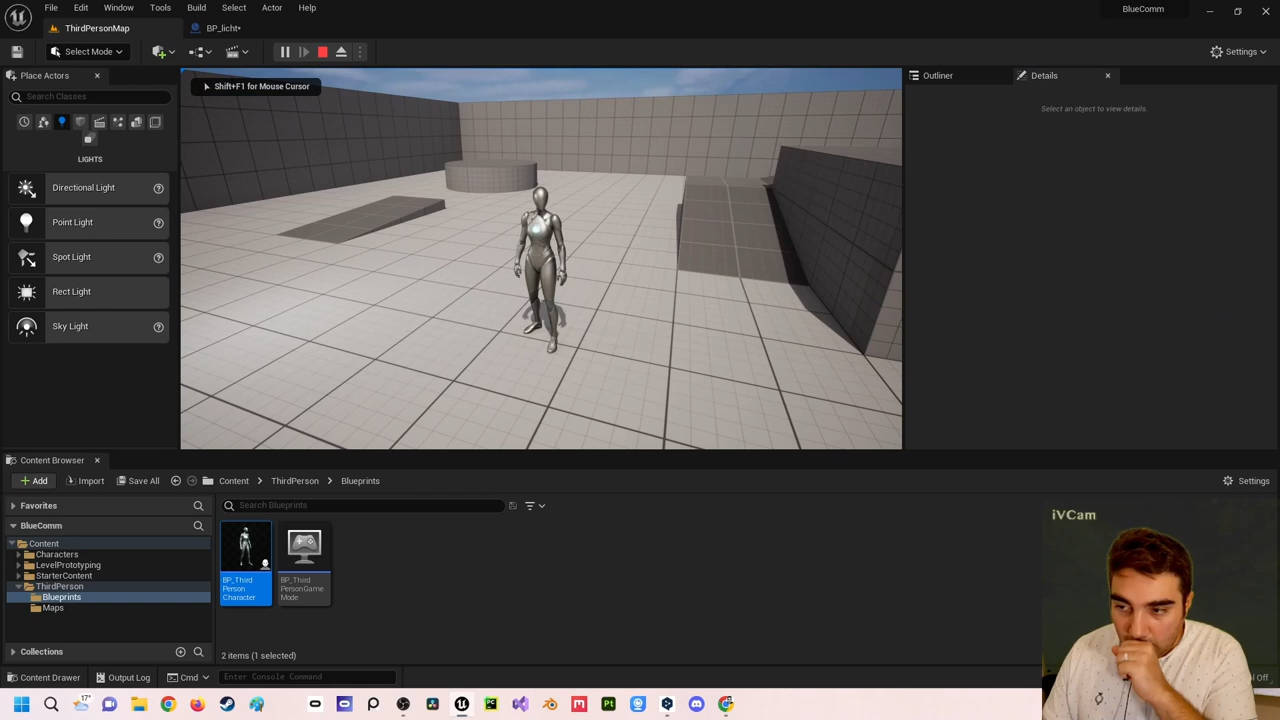 File Edit Window Tools Build Select Actor Help
BlueComm
ThirdPersonMap
BP_licht*
Select Mode
Settings
Place Actors
Search Classes
LIGHTS
Directional Light
Point Light
Spot Light
Rect Light
Sky Light
Shift+F1 for Mouse Cursor
Outliner
Details
Select an object to view details.
Content Browser
Add
Import
Save All
Content
ThirdPerson
Blueprints
Settings
Favorites
BlueComm
Content
Characters
LevelPrototyping
StarterContent
ThirdPerson
Blueprints
Maps
Collections
Search Blueprints
BP_Third
Person
Character
BP_Third
PersonGame
Mode
2 items (1 selected)
iVCam
Content Drawer
Output Log
Cmd
Enter Console Command
ol Off
17°